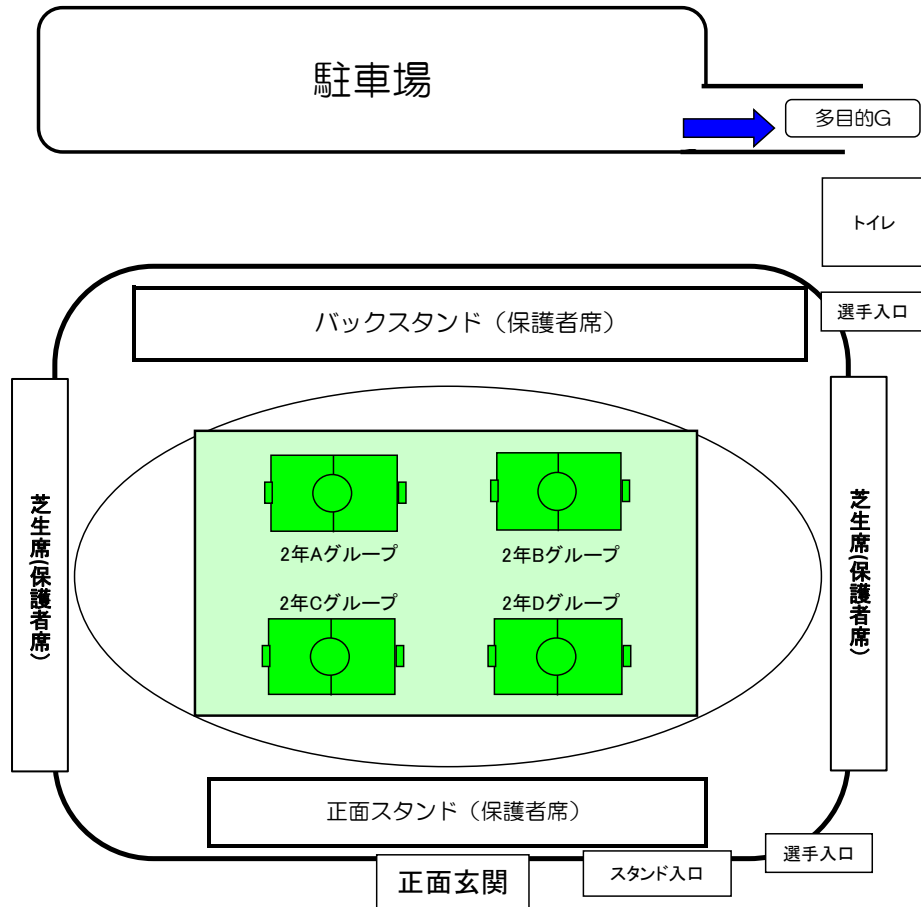 駐車場
多目的G
トイレ
選手入口
バックスタンド（保護者席）
芝生席(保護者席)
芝生席(保護者席)
2年Aグループ
2年Bグループ
2年Cグループ
2年Dグループ
正面スタンド（保護者席）
選手入口
スタンド入口
正面玄関